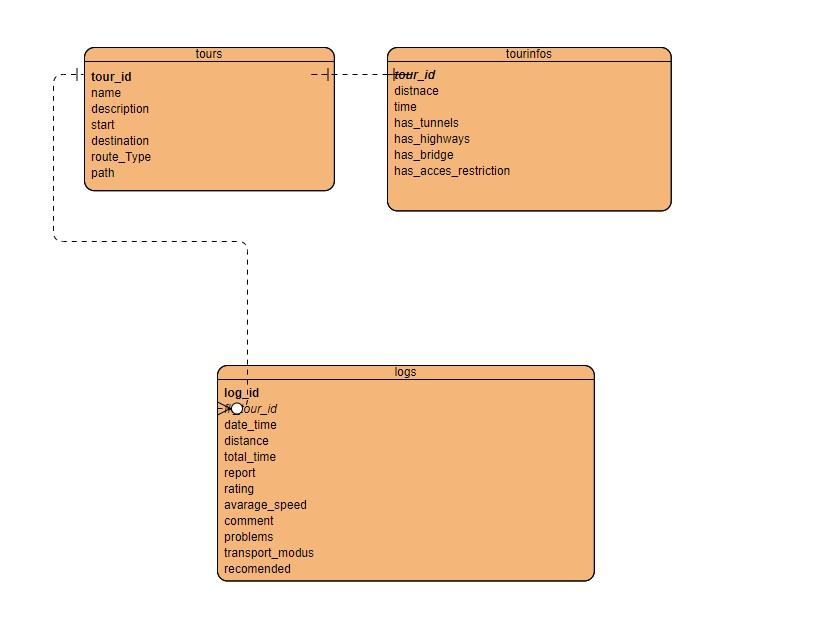 tours
tour_id
name
description
start
destination
route_Type
path
tourinfos
tour_id
distnace
time
has_tunnels
has_highways
has_bridge
has_acces_restriction
logs
log_id
fk_tour_id
date_time
distance
total_time
report
rating
avarage_speed
comment
problems
transport_modus
recomended